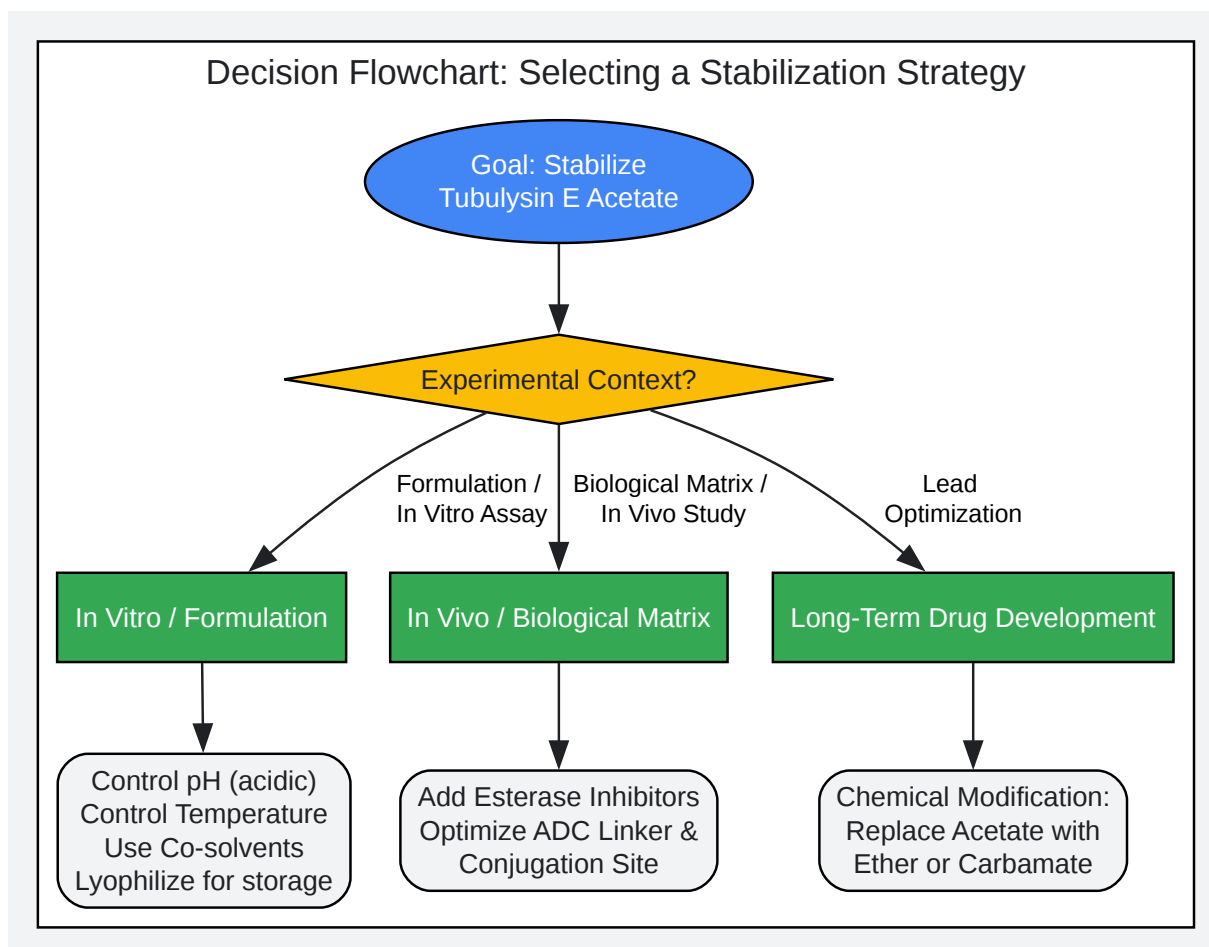 Decision Flowchart: Selecting a Stabilization Strategy
Goal: Stabilize
Tubulysin E Acetate
Experimental Context?
Formulation /
In Vitro Assay
Biological Matrix /
In Vivo Study
Lead
Optimization
In Vitro / Formulation
In Vivo / Biological Matrix
Long-Term Drug Development
Control pH (acidic)
Control Temperature
Use Co-solvents
Lyophilize for storage
Add Esterase Inhibitors
Optimize ADC Linker &
Conjugation Site
Chemical Modification:
Replace Acetate with
Ether or Carbamate